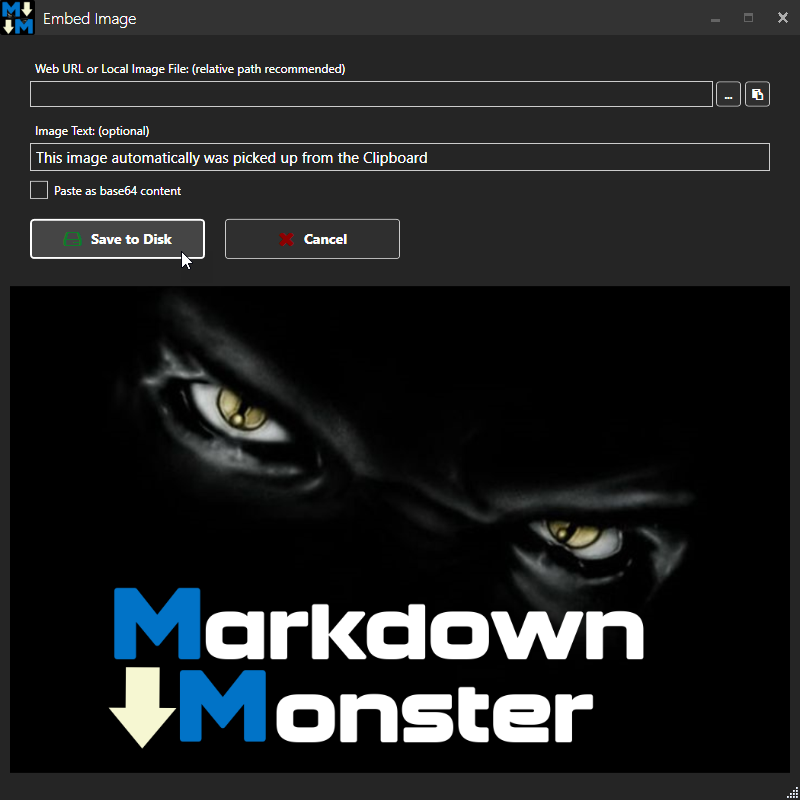 Embed Image
Web URL or Local Image File: (relative path recommended)
...
Image Text: (optional)
This image automatically was picked up from the Clipboard
Paste as base64 content
Save to Disk
Cancel
Markdown
Monster